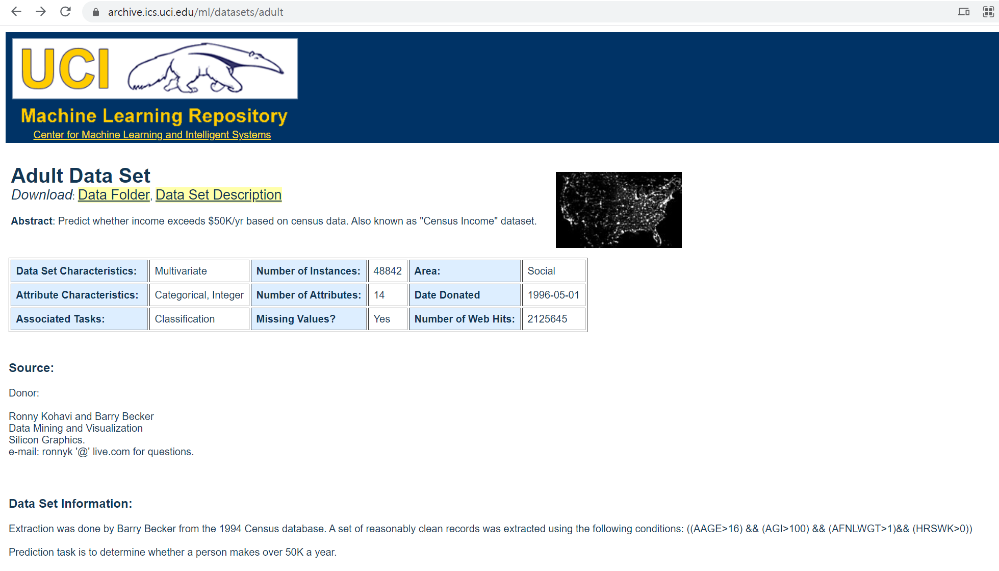 archive.ics.uci.edu/ml/datasets/adult
UCI
Machine Learning Repository
Center for Machine Learning and Intelligent Systems
Adult Data Set
Download: Data Folder, Data Set Description
Abstract: Predict whether income exceeds $50K/yr based on census data. Also known as "Census Income" dataset.
Data Set Characteristics: Multivariate Number of Instances: 48842 Area: Social
Attribute Characteristics: Categorical, Integer Number of Attributes: 14 Date Donated 1996-05-01
Associated Tasks: Classification Missing Values? Yes Number of Web Hits: 2125645
Source:
Donor:
Ronny Kohavi and Barry Becker
Data Mining and Visualization
Silicon Graphics.
e-mail: ronnyk '@' live.com for questions.
Data Set Information:
Extraction was done by Barry Becker from the 1994 Census database. A set of reasonably clean records was extracted using the following conditions: ((AAGE>16) && (AGI>100) && (AFNLWGT>1)&& (HRSWK>0))
Prediction task is to determine whether a person makes over 50K a year.